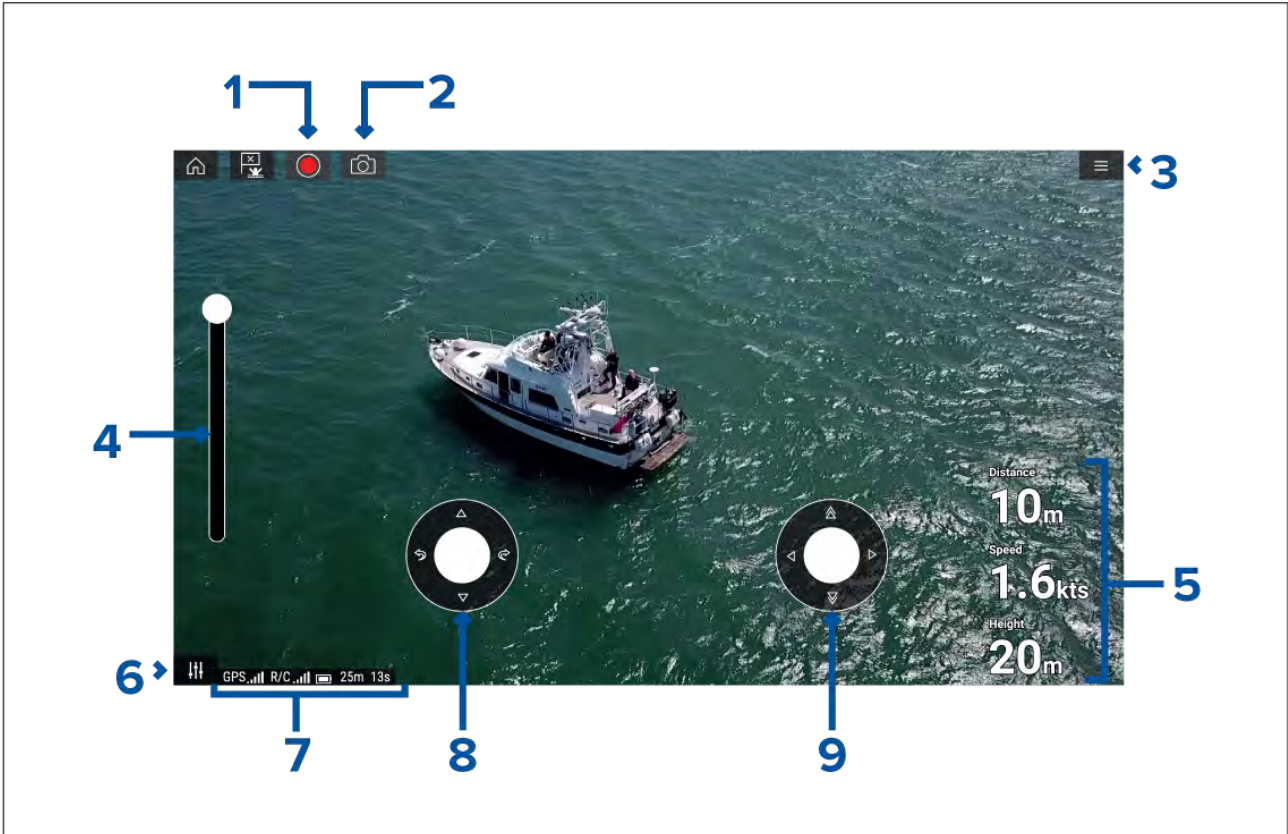 1 2
3
4
Distance
10m
Speed
1.6kts
5
Height
20m
6
GPS R/C 25m 13s
7 8 9